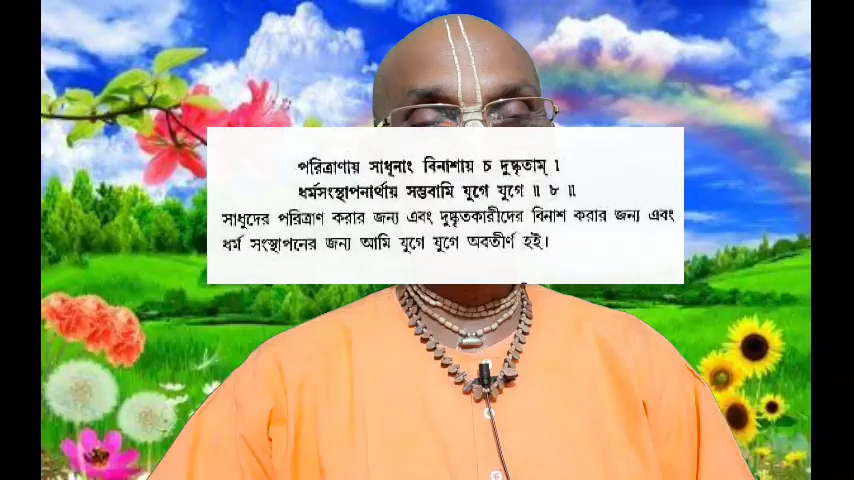 পরিত্রাণায় সাধূনাং বিনাশায় চ দুষ্কৃতাম্ ৷
ধর্মসংস্থাপনার্থায় সম্ভবামি যুগে যুগে ॥ ৮ ॥
সাধুদের পরিত্রাণ করার জন্য এবং দুষ্কৃতকারীদের বিনাশ করার জন্য এবং
ধর্ম সংস্থাপনের জন্য আমি যুগে যুগে অবতীর্ণ হই।